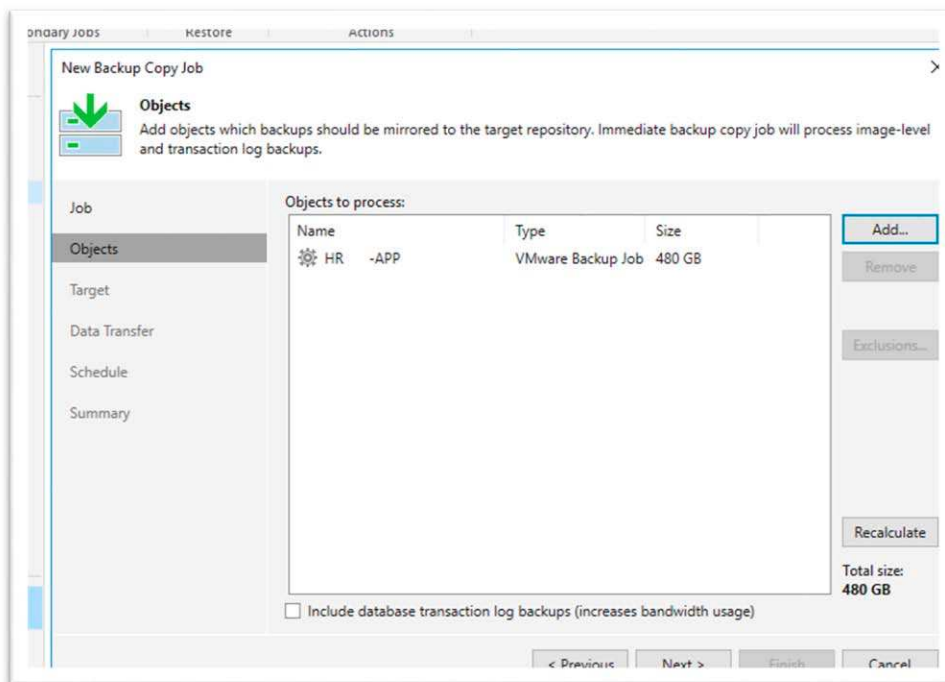 ondary Jobs Restore Actions
New Backup Copy Job
Objects
Add objects which backups should be mirrored to the target repository. Immediate backup copy job will process image-level
and transaction log backups.
Job
Objects
Target
Data Transfer
Schedule
Summary
Objects to process:
Name Type Size
HR -APP VMware Backup Job 480 GB
Add...
Remove
Exclusions...
Recalculate
Total size:
480 GB
Include database transaction log backups (increases bandwidth usage)
< Previous Next > Finish Cancel